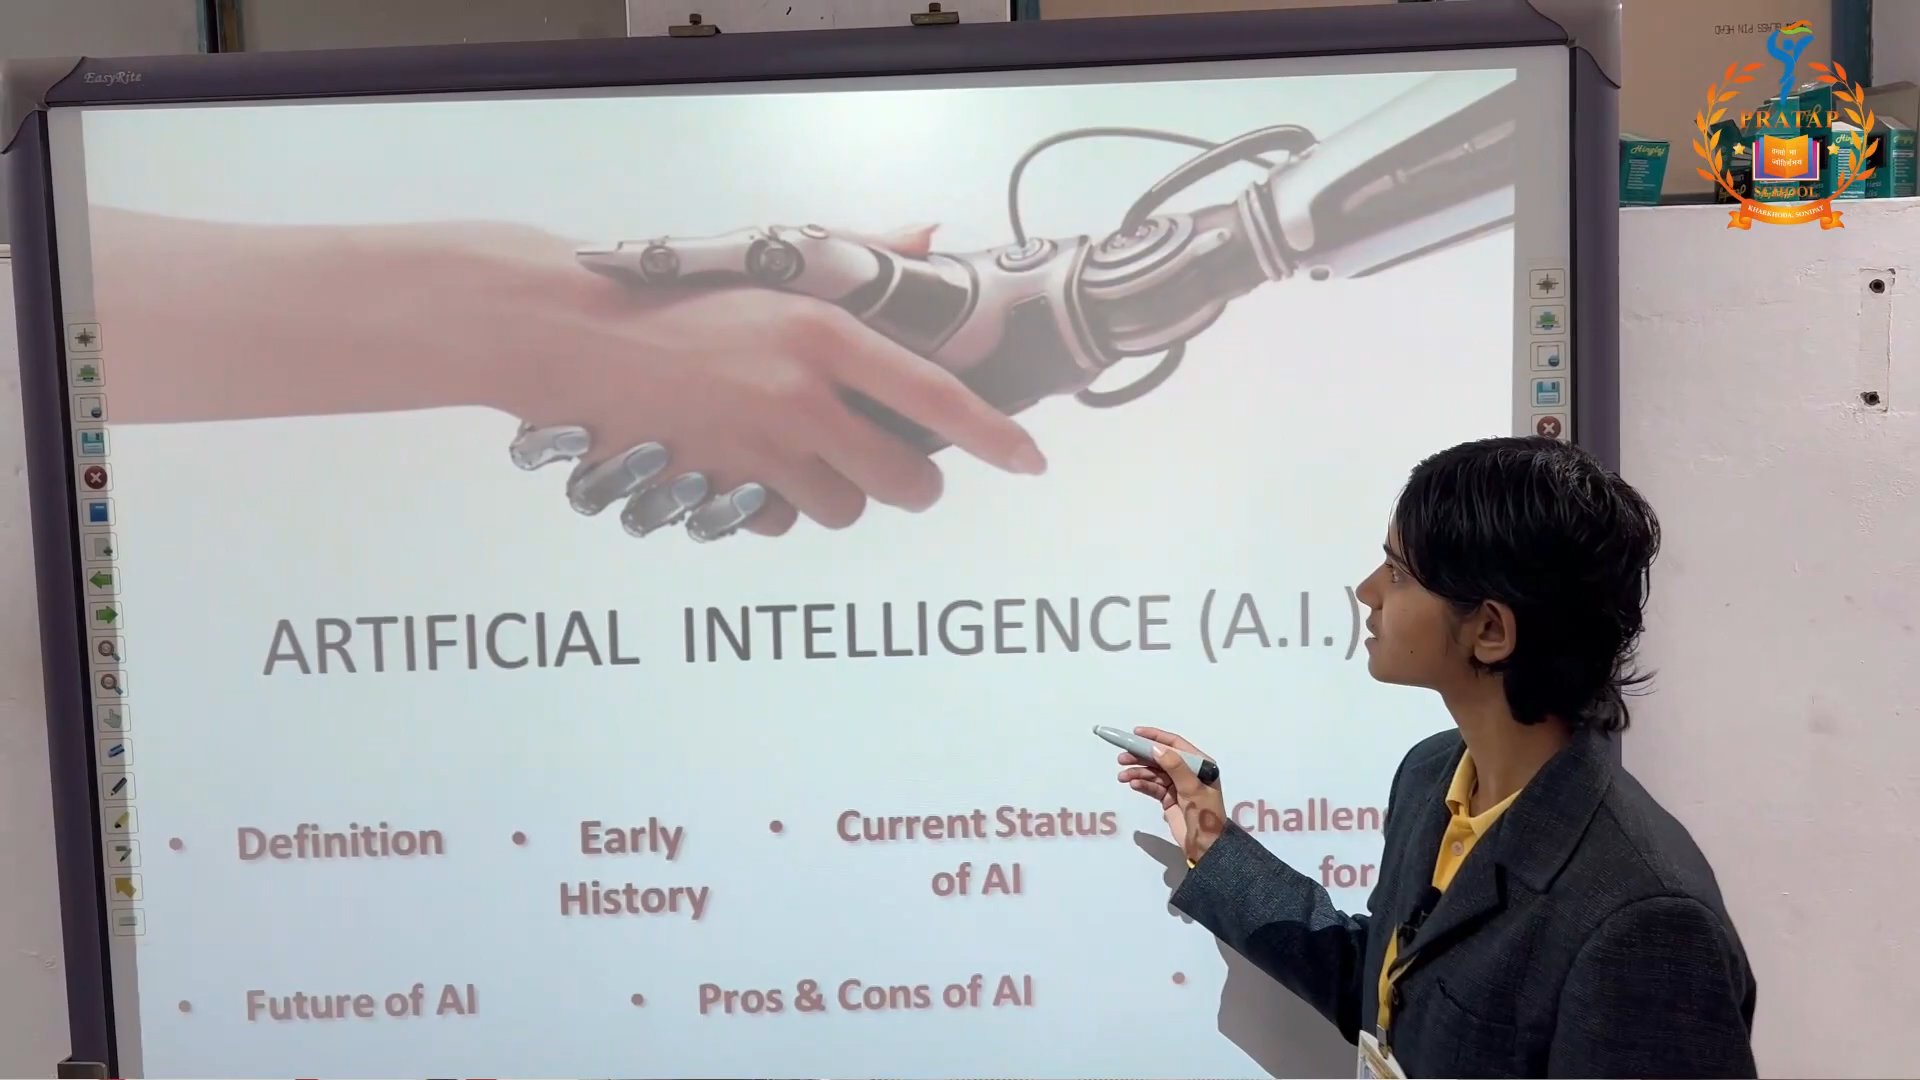 EasyRite
PRATAP
SCHOOL
KHARKHODA, SONIPAT
Hinglas
ARTIFICIAL INTELLIGENCE (A.I.)
• Definition
• Early
History
• Current Status
of AI
Challen
for
• Future of AI
• Pros & Cons of AI
•